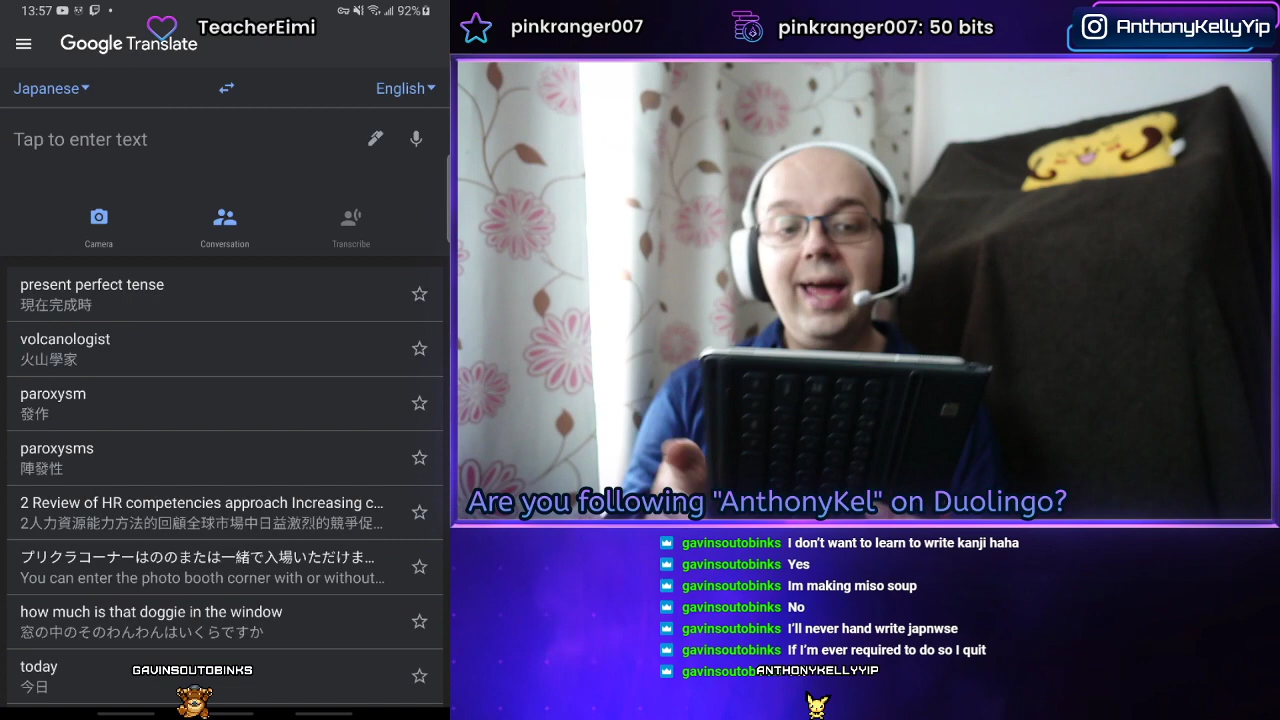 13:57
92%
TeacherEimi
Google Translate
Japanese
English
Tap to enter text
Camera
Conversation
Transcribe
present perfect tense
現在完成時
volcanologist
火山學家
paroxysm
發作
paroxysms
陣發性
2 Review of HR competencies approach Increasing c...
2人力資源能力方法的回顧全球市場中日益激烈的競爭促...
プリクラコーナーはののまたは一緒で入場いただけま...
You can enter the photo booth corner with or without...
how much is that doggie in the window
窓の中のそのわんわんはいくらですか
today
今日
GAVINSOUTOBINKS
pinkranger007
pinkranger007: 50 bits
AnthonyKellyYip
Are you following "AnthonyKel" on Duolingo?
gavinsoutobinks I don't want to learn to write kanji haha
gavinsoutobinks Yes
gavinsoutobinks Im making miso soup
gavinsoutobinks No
gavinsoutobinks I'll never hand write japnwse
gavinsoutobinks If I'm ever required to do so I quit
gavinsoutob
ANTHONYKELLYYIP